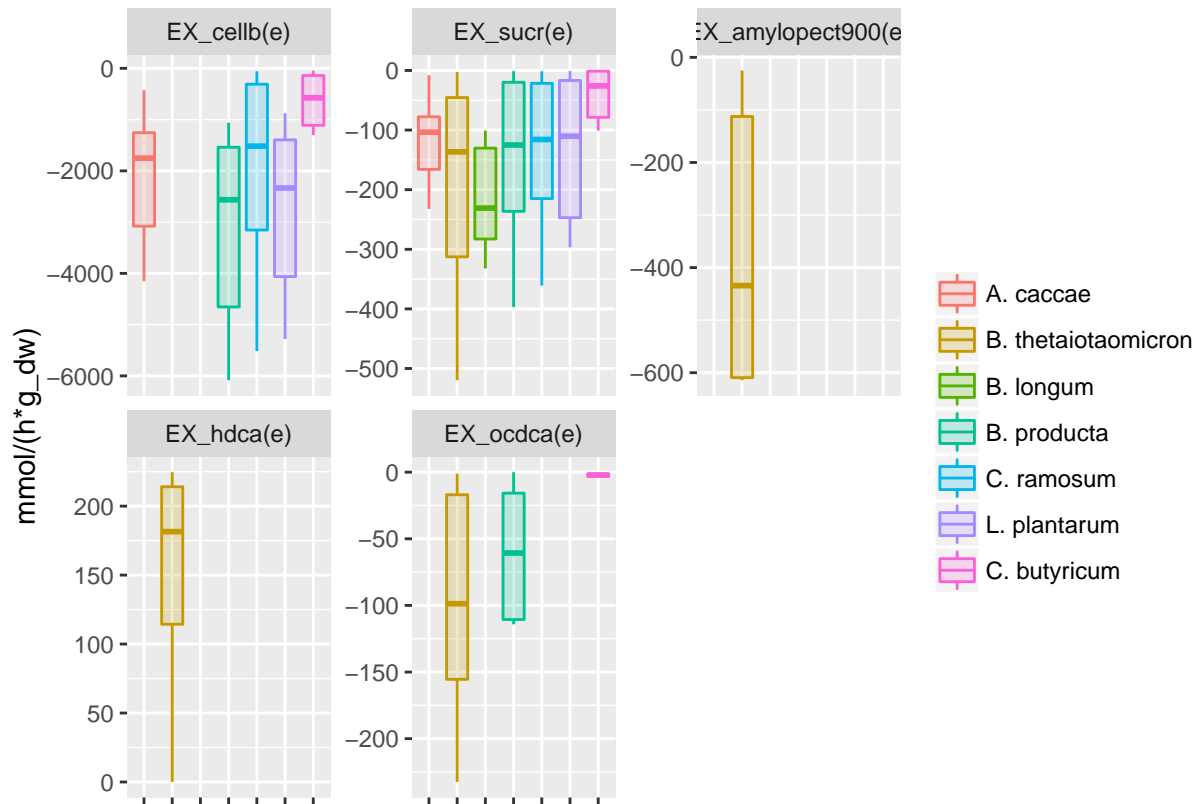 EX_cellb(e)
EX_sucr(e)
EX_amylopect900(e
0
−2000
−4000
−6000
0
−100
−200
−300
−400
−500
0
−200
−400
−600
mmol/(h*g_dw)
EX_hdca(e)
EX_ocdca(e)
200
150
100
50
0
0
−50
−100
−150
−200
A. caccae
B. thetaiotaomicron
B. longum
B. producta
C. ramosum
L. plantarum
C. butyricum